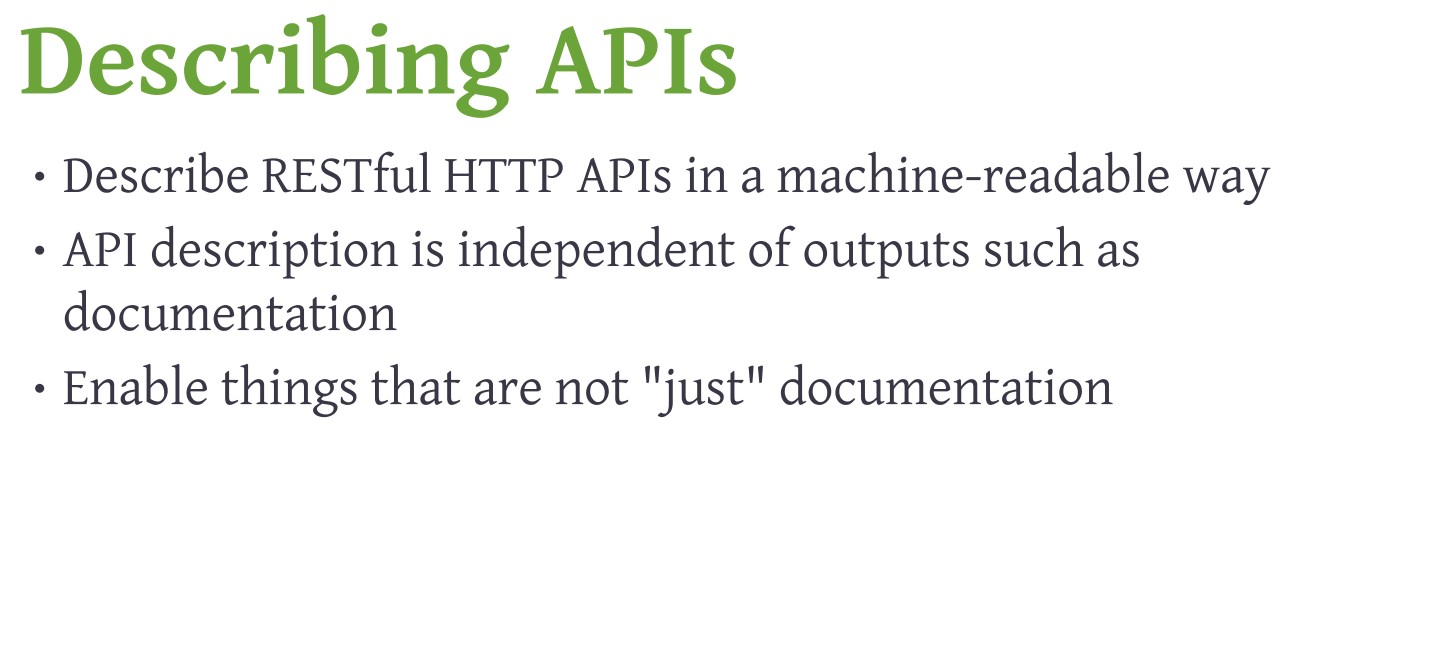 Describing APIs
• Describe RESTful HTTP APIs in a machine-readable way
• API description is independent of outputs such as
documentation
• Enable things that are not "just" documentation